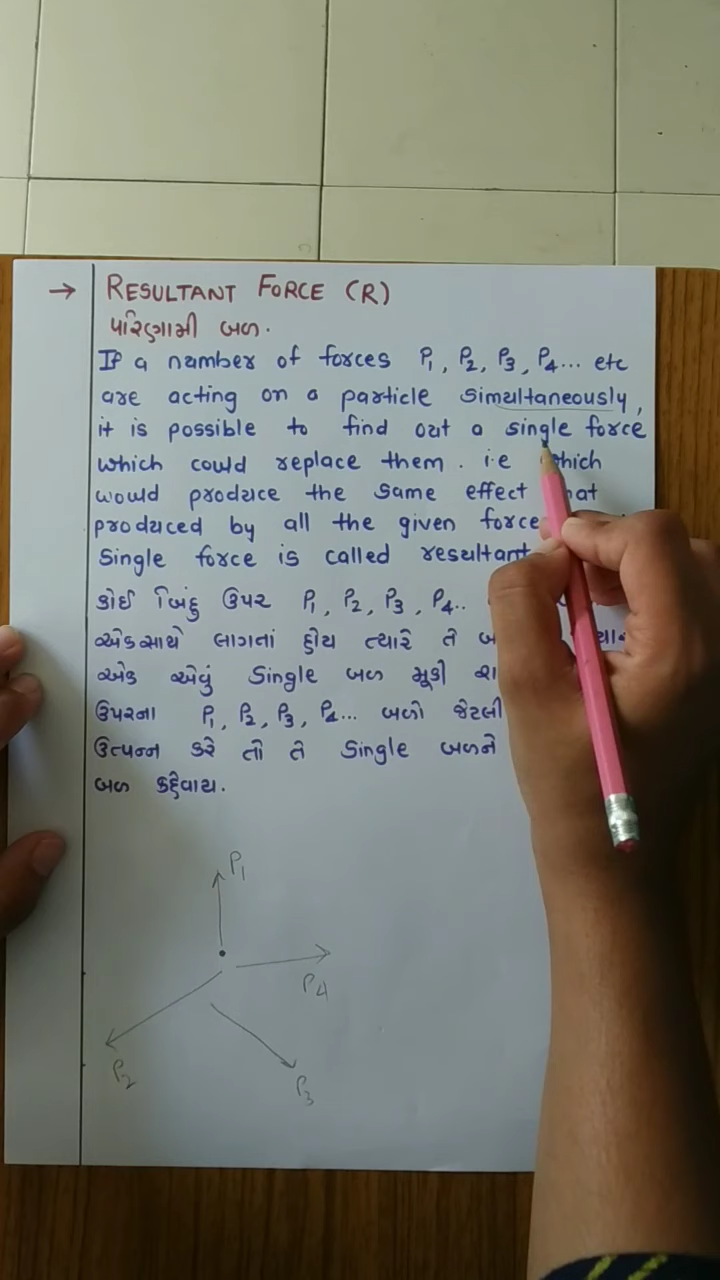 → RESULTANT FORCE (R)
પરિણામી બળ.
If a number of forces P₁, P₂, P₃, P₄... etc
are acting on a particle simultaneously,
it is possible to find out a single force
which could replace them. i.e which
would produce the same effect
produced by all the given force
single force is called resultant
કોઈ બિંદુ ઉપર P₁, P₂, P₃, P₄..
એકસાથે લાગતાં હોય ત્યારે તે
એક એવું single બળ મૂકી
ઉપરના P₁, P₂, P₃, P₄... બળો જેટલી
ઉત્પન્ન કરે તો તે single બળને
બળ કહેવાય.
P₁
P₄
P₂
P₃